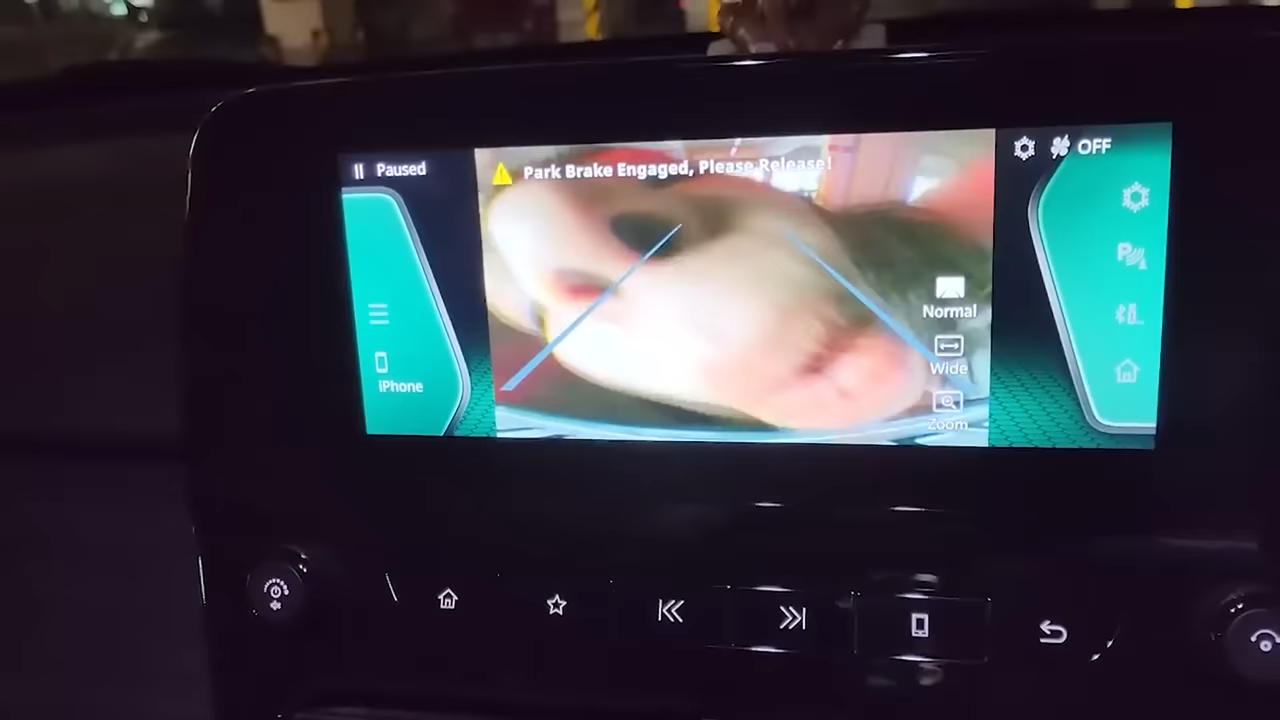 Paused
Park Brake Engaged, Please Release!
OFF
Normal
Wide
Zoom
iPhone